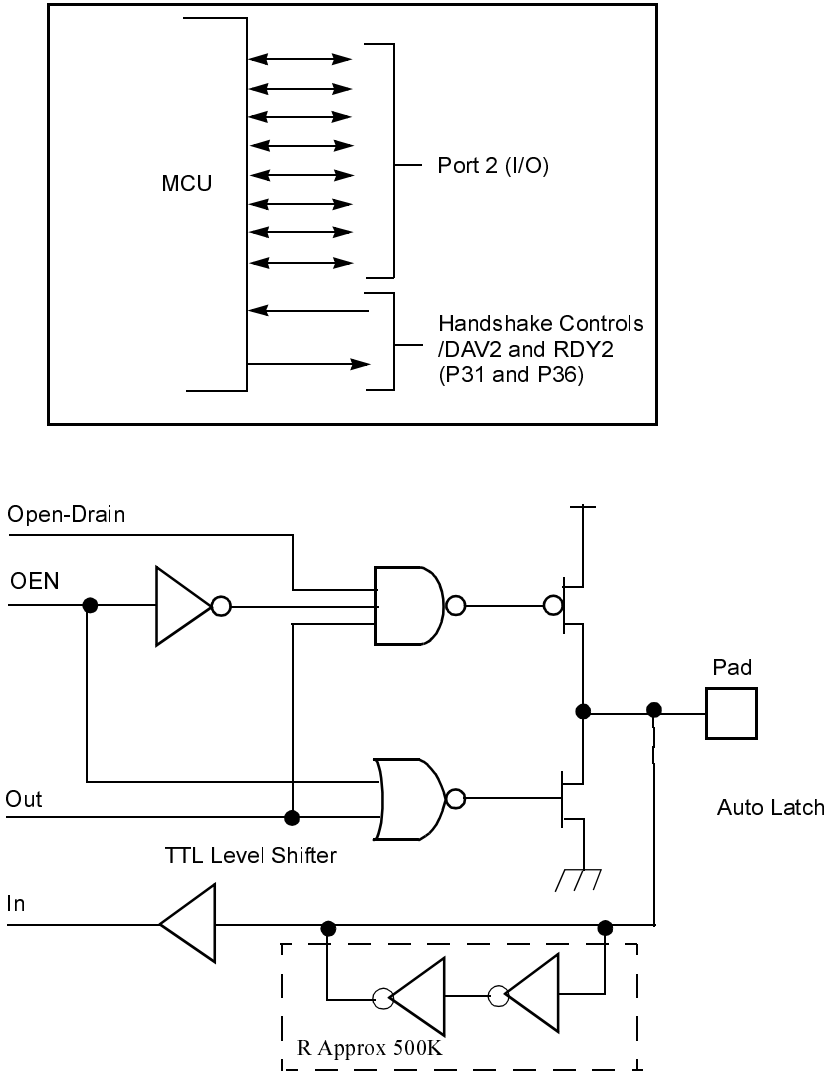 MCU
Port 2 (I/O)
Handshake Controls
/DAV2 and RDY2
(P31 and P36)
Open-Drain
OEN
Pad
Out
Auto Latch
TTL Level Shifter
In
R Approx 500K